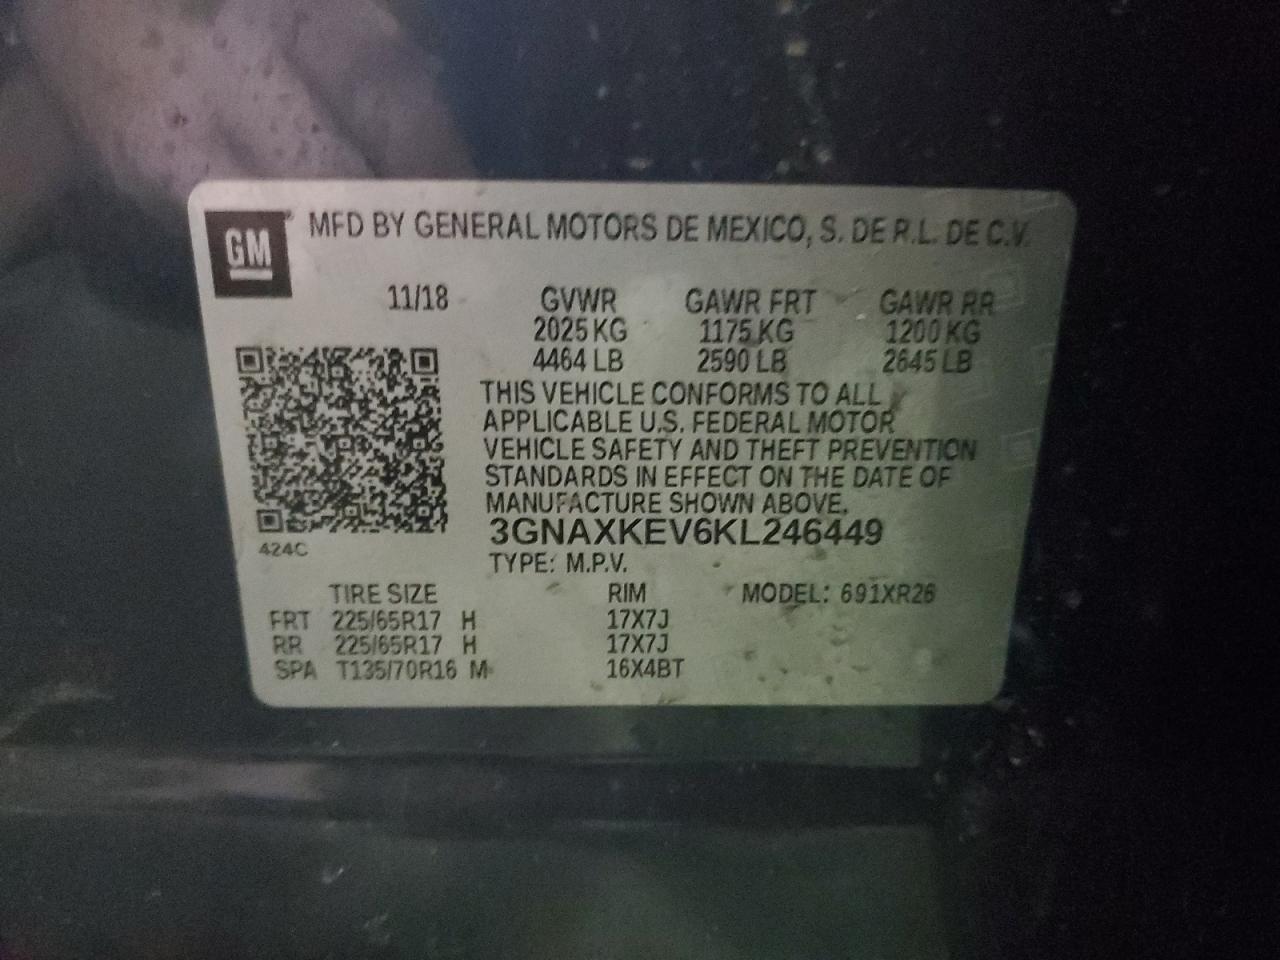 GM MFD BY GENERAL MOTORS DE MEXICO, S. DE R.L. DE C.V.
11/18 GVWR GAWR FRT GAWR RR
2025 KG 1175 KG 1200 KG
4464 LB 2590 LB 2645 LB
THIS VEHICLE CONFORMS TO ALL
APPLICABLE U.S. FEDERAL MOTOR
VEHICLE SAFETY AND THEFT PREVENTION
STANDARDS IN EFFECT ON THE DATE OF
MANUFACTURE SHOWN ABOVE.
3GNAXKEV6KL246449
424C
TYPE: M.P.V.
TIRE SIZE RIM MODEL: 691XR26
FRT 225/65R17 H 17X7J
RR 225/65R17 H 17X7J
SPA T135/70R16 M 16X4BT